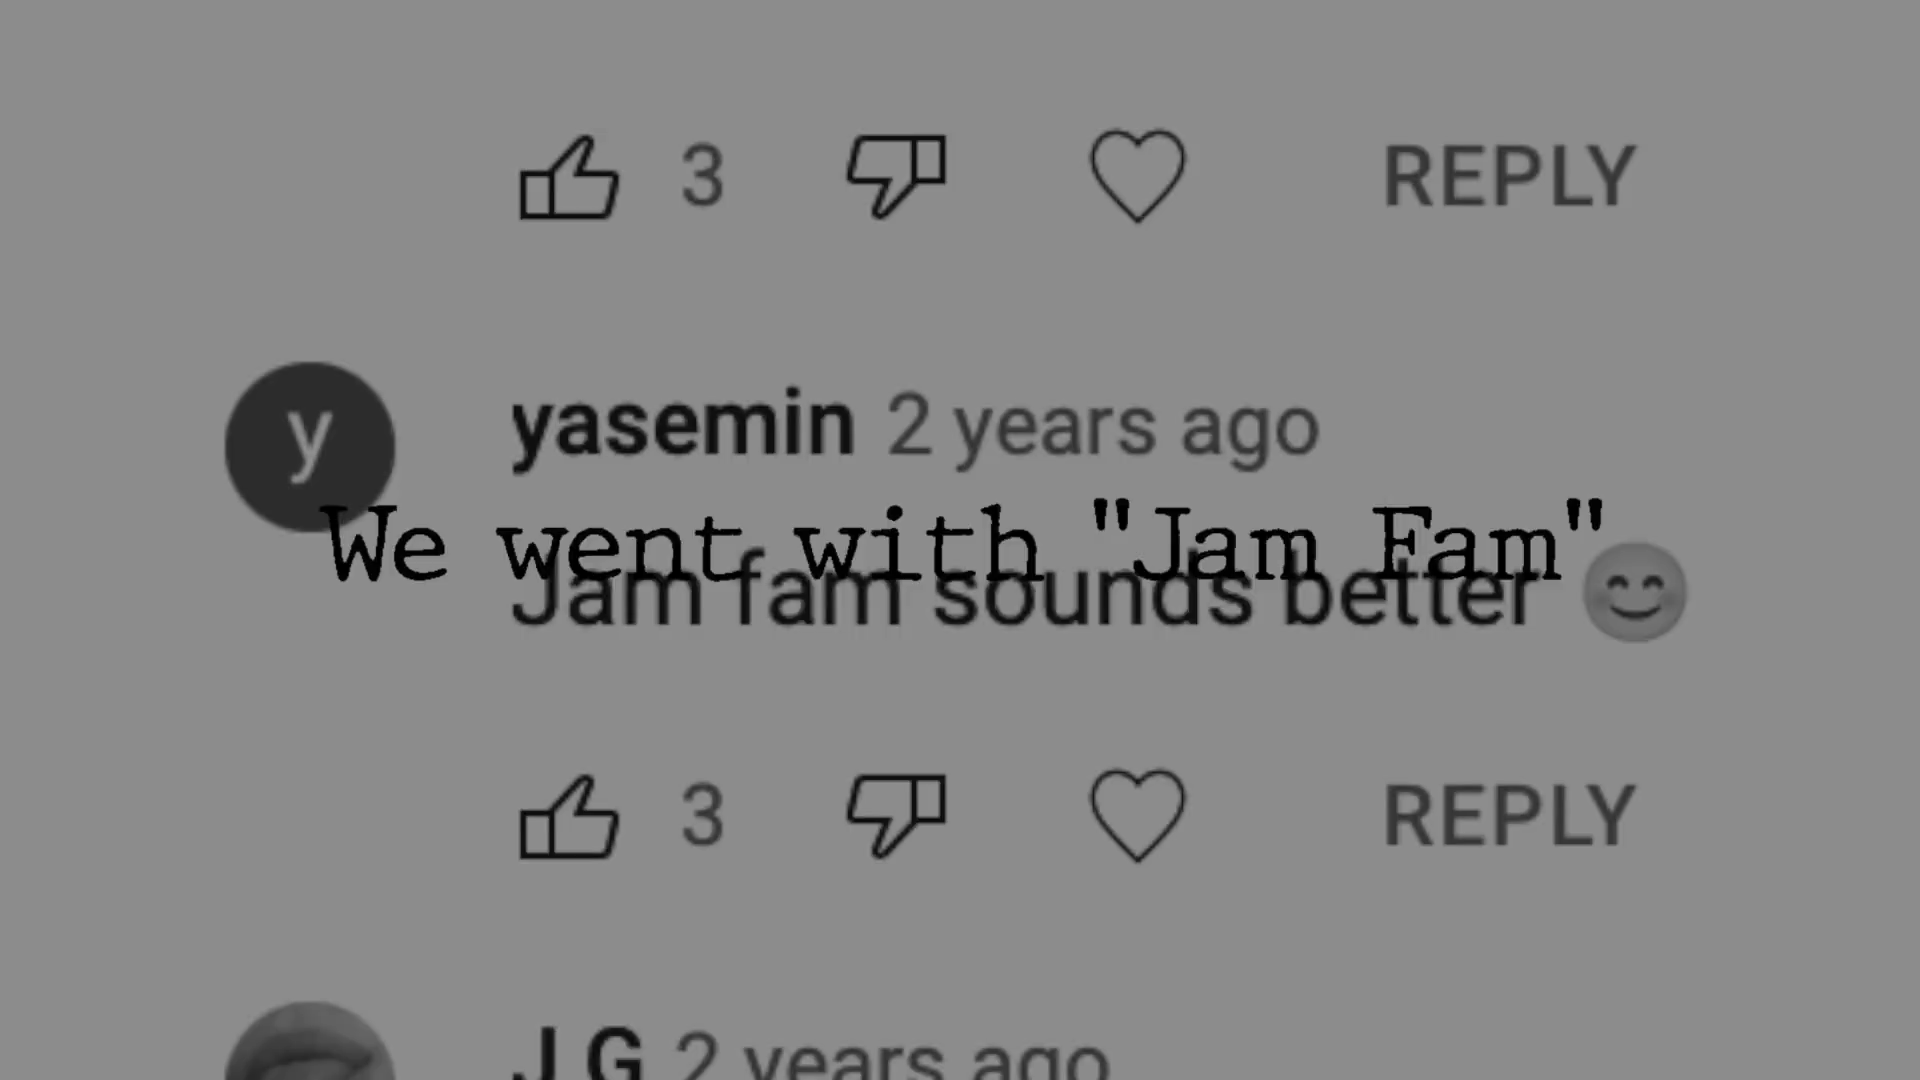 3 REPLY
y
yasemin 2 years ago
We went with "Jam Fam"
Jam fam sounds better 😊
3 REPLY
J G 2 years ago